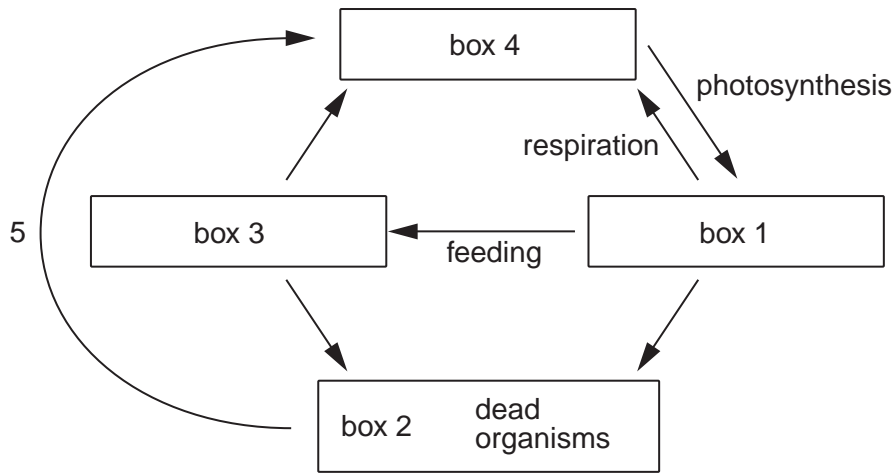 box 4
photosynthesis
respiration
5
box 3
box 1
feeding
box 2
dead
organisms